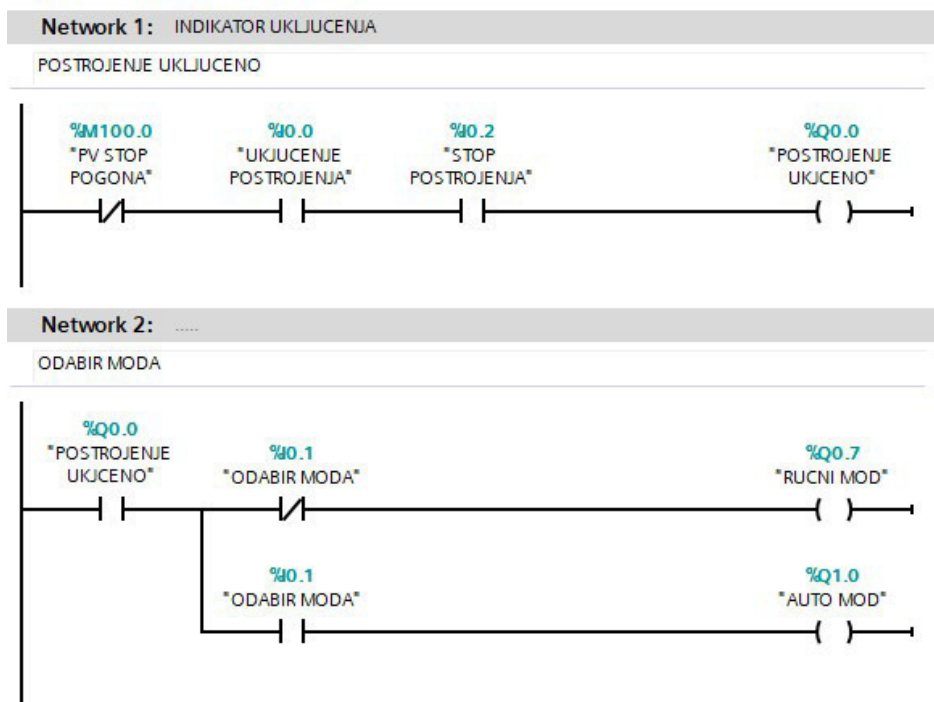 Network 1: INDIKATOR UKLJUCENJA
POSTROJENJE UKLJUCENO
%M100.0
"PV STOP
POGONA"
%I0.0
"UKJUCENJE
POSTROJENJA"
%I0.2
"STOP
POSTROJENJA"
%Q0.0
"POSTROJENJE
UKJCENO"
Network 2: .....
ODABIR MODA
%Q0.0
"POSTROJENJE
UKJCENO"
%I0.1
"ODABIR MODA"
%Q0.7
"RUCNI MOD"
%I0.1
"ODABIR MODA"
%Q1.0
"AUTO MOD"